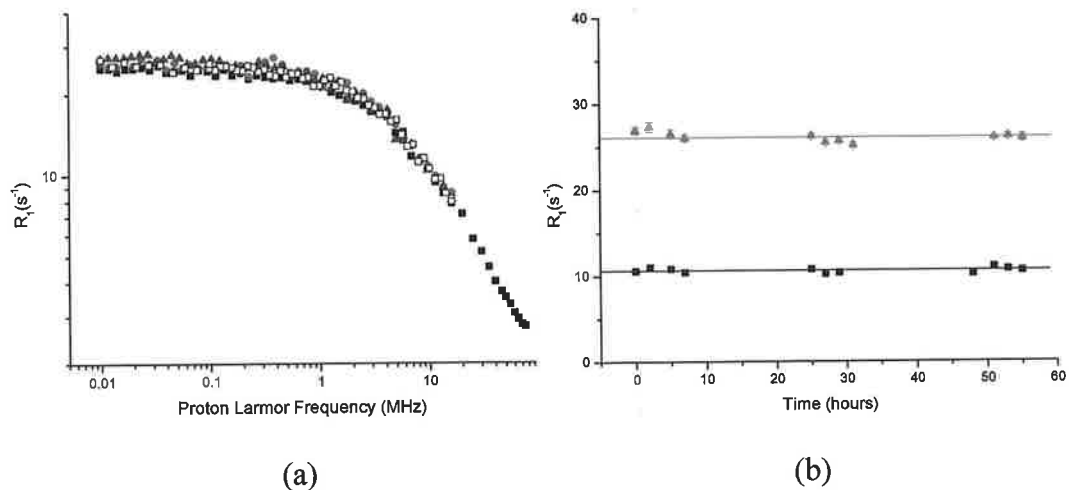 10
R₁(s⁻¹)
0,01 0,1 1 10
Proton Larmor Frequency (MHz)
(a)
40
30
20
10
0
R₁(s⁻¹)
0 10 20 30 40 50 60
Time (hours)
(b)